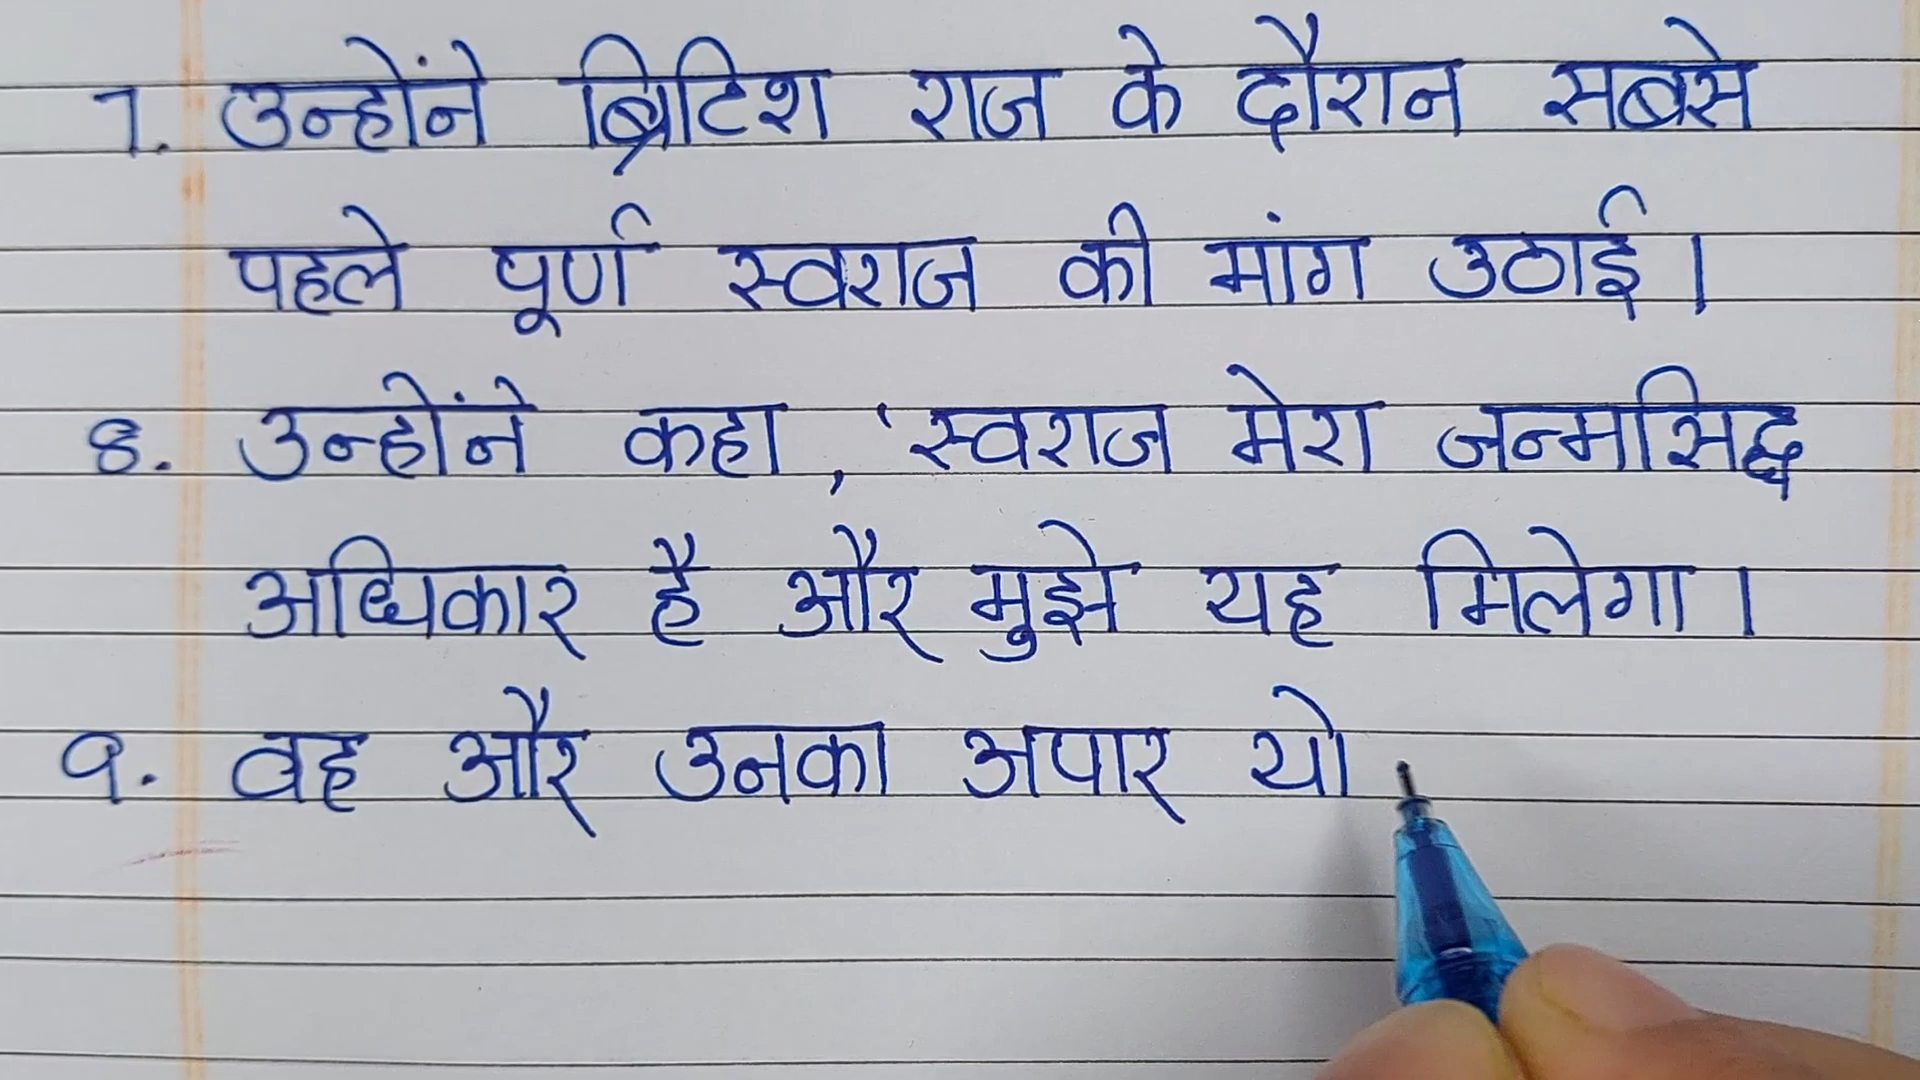 7. उन्होंने ब्रिटिश राज के दौरान सबसे
पहले पूर्ण स्वराज की मांग उठाई।
8. उन्होंने कहा, 'स्वराज मेरा जन्मसिद्ध
अधिकार है और मुझे यह मिलेगा।
9. वह और उनका अपार यो